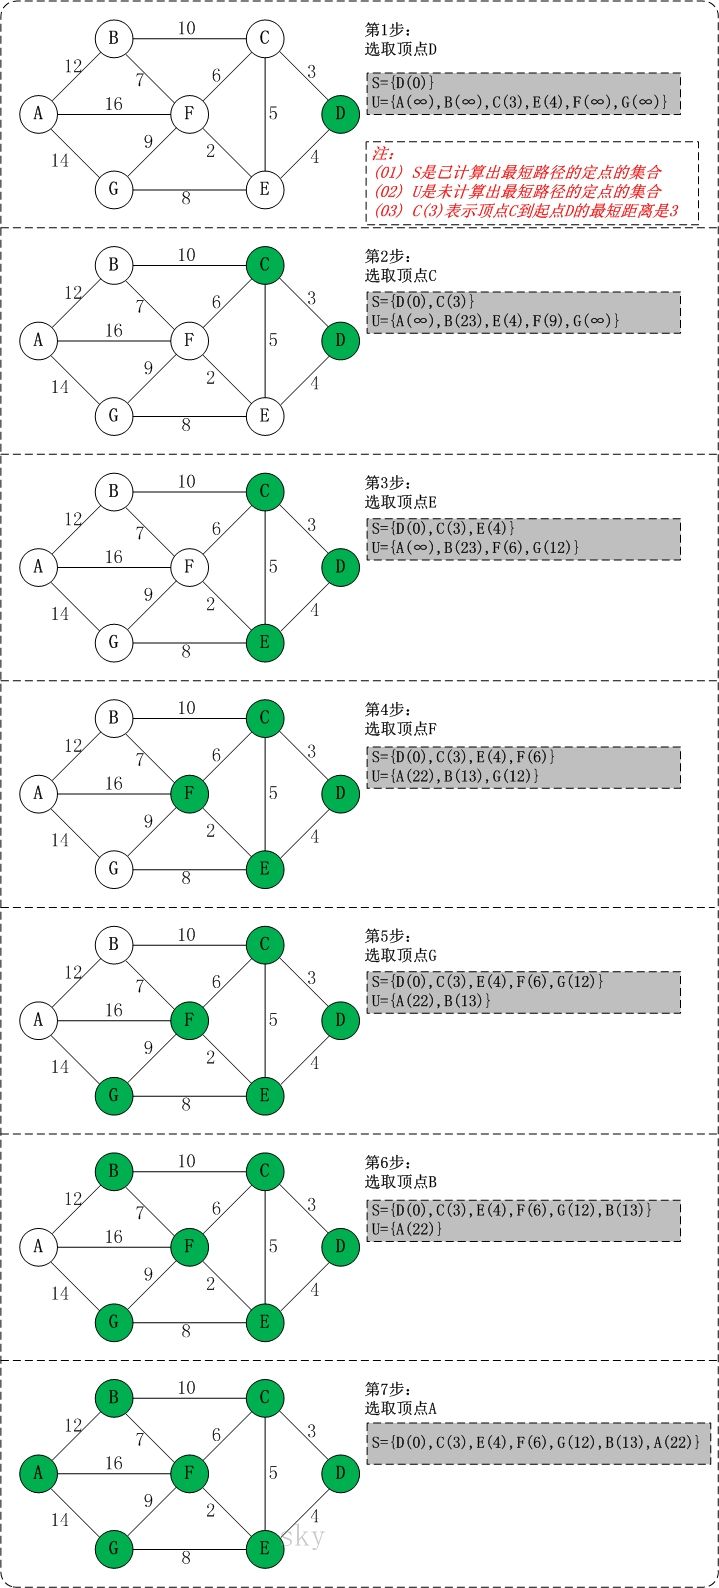 B 10 C
12 7 6 3
A 16 F 5 D
14 9 2 4
G 8 E
第1步:
选取顶点D
S={D(0)}
U={A(∞),B(∞),C(3),E(4),F(∞),G(∞)}
注:
(01) S是已计算出最短路径的定点的集合
(02) U是未计算出最短路径的定点的集合
(03) C(3)表示顶点C到起点D的最短距离是3
B 10 C
12 7 6 3
A 16 F 5 D
14 9 2 4
G 8 E
第2步:
选取顶点C
S={D(0),C(3)}
U={A(∞),B(23),E(4),F(9),G(∞)}
B 10 C
12 7 6 3
A 16 F 5 D
14 9 2 4
G 8 E
第3步:
选取顶点E
S={D(0),C(3),E(4)}
U={A(∞),B(23),F(6),G(12)}
B 10 C
12 7 6 3
A 16 F 5 D
14 9 2 4
G 8 E
第4步:
选取顶点F
S={D(0),C(3),E(4),F(6)}
U={A(22),B(13),G(12)}
B 10 C
12 7 6 3
A 16 F 5 D
14 9 2 4
G 8 E
第5步:
选取顶点G
S={D(0),C(3),E(4),F(6),G(12)}
U={A(22),B(13)}
B 10 C
12 7 6 3
A 16 F 5 D
14 9 2 4
G 8 E
第6步:
选取顶点B
S={D(0),C(3),E(4),F(6),G(12),B(13)}
U={A(22)}
B 10 C
12 7 6 3
A 16 F 5 D
14 9 2 4
G 8 E
第7步:
选取顶点A
S={D(0),C(3),E(4),F(6),G(12),B(13),A(22)}
sky